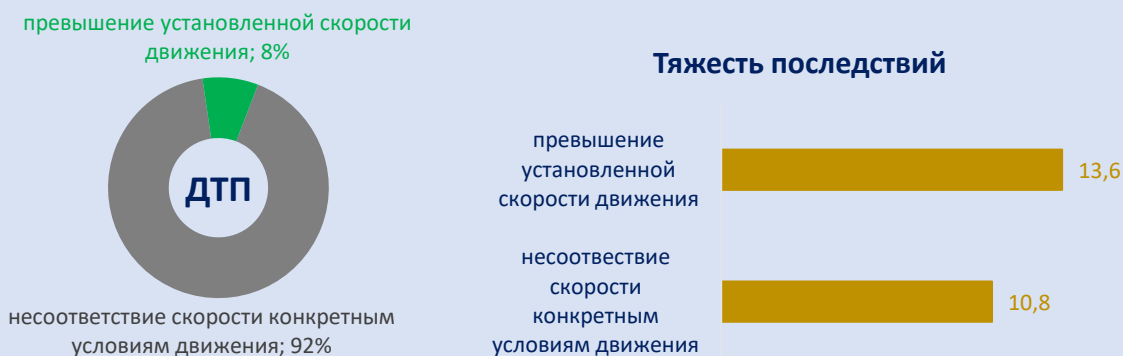 превышение установленной скорости
движения; 8%
ДТП
несоответствие скорости конкретным
условиям движения; 92%
Тяжесть последствий
превышение
установленной
скорости движения
13,6
несоотвествие
скорости
конкретным
условиям движения
10,8